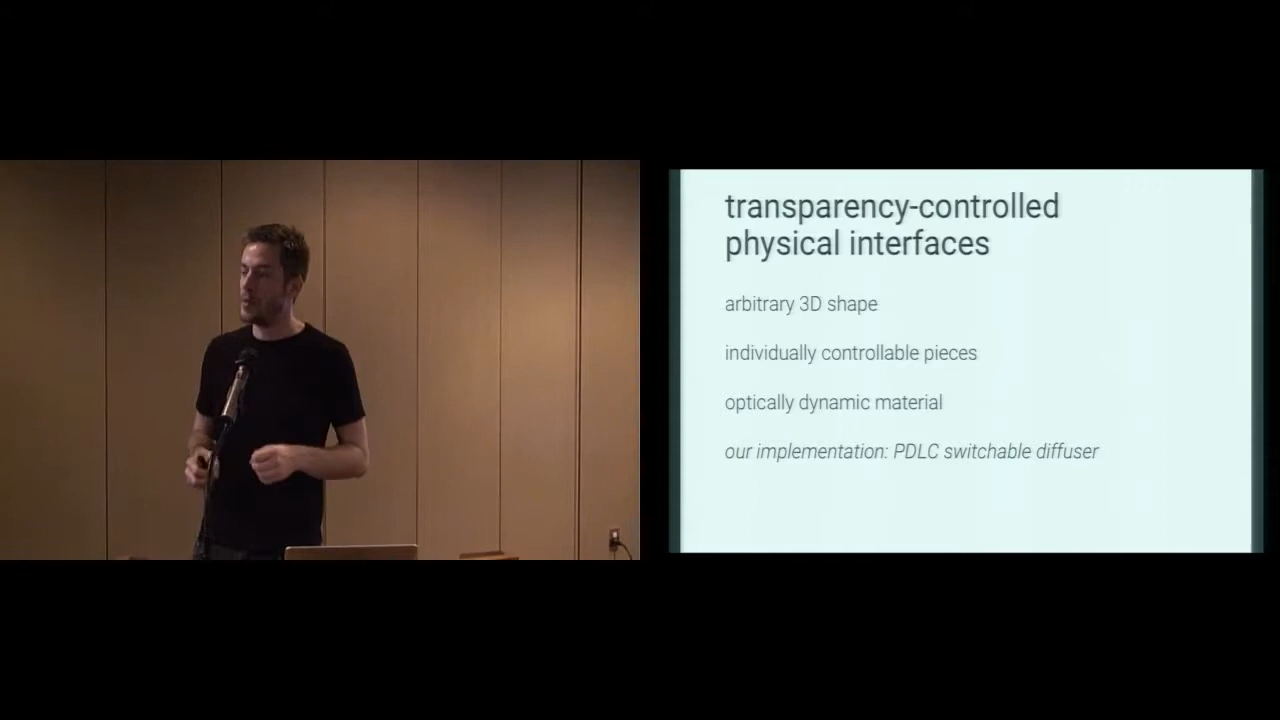 transparency-controlled
physical interfaces
arbitrary 3D shape
individually controllable pieces
optically dynamic material
our implementation: PDLC switchable diffuser